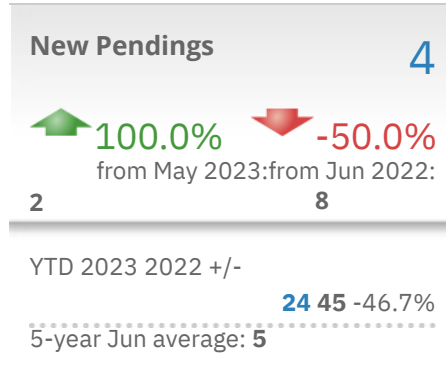 New Pendings
4
100.0% -50.0%
from May 2023:from Jun 2022:
2 8
YTD 2023 2022 +/-
24 45 -46.7%
5-year Jun average: 5